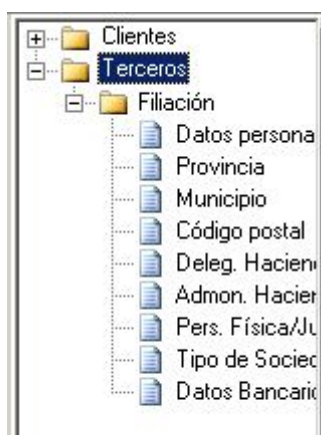 Clientes
Terceros
Filiación
Datos persona
Provincia
Municipio
Código postal
Deleg. Hacien
Admon. Hacier
Pers. Física/Ju
Tipo de Socied
Datos Bancario